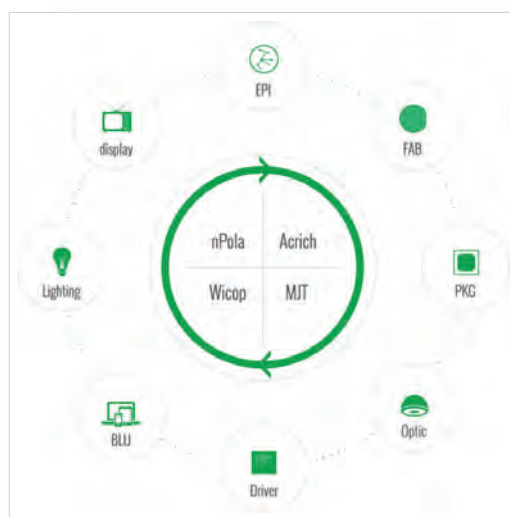 EPI
display
FAB
nPola Acrich
Lighting
Wicop MJT
PKG
BLU
Optic
Driver